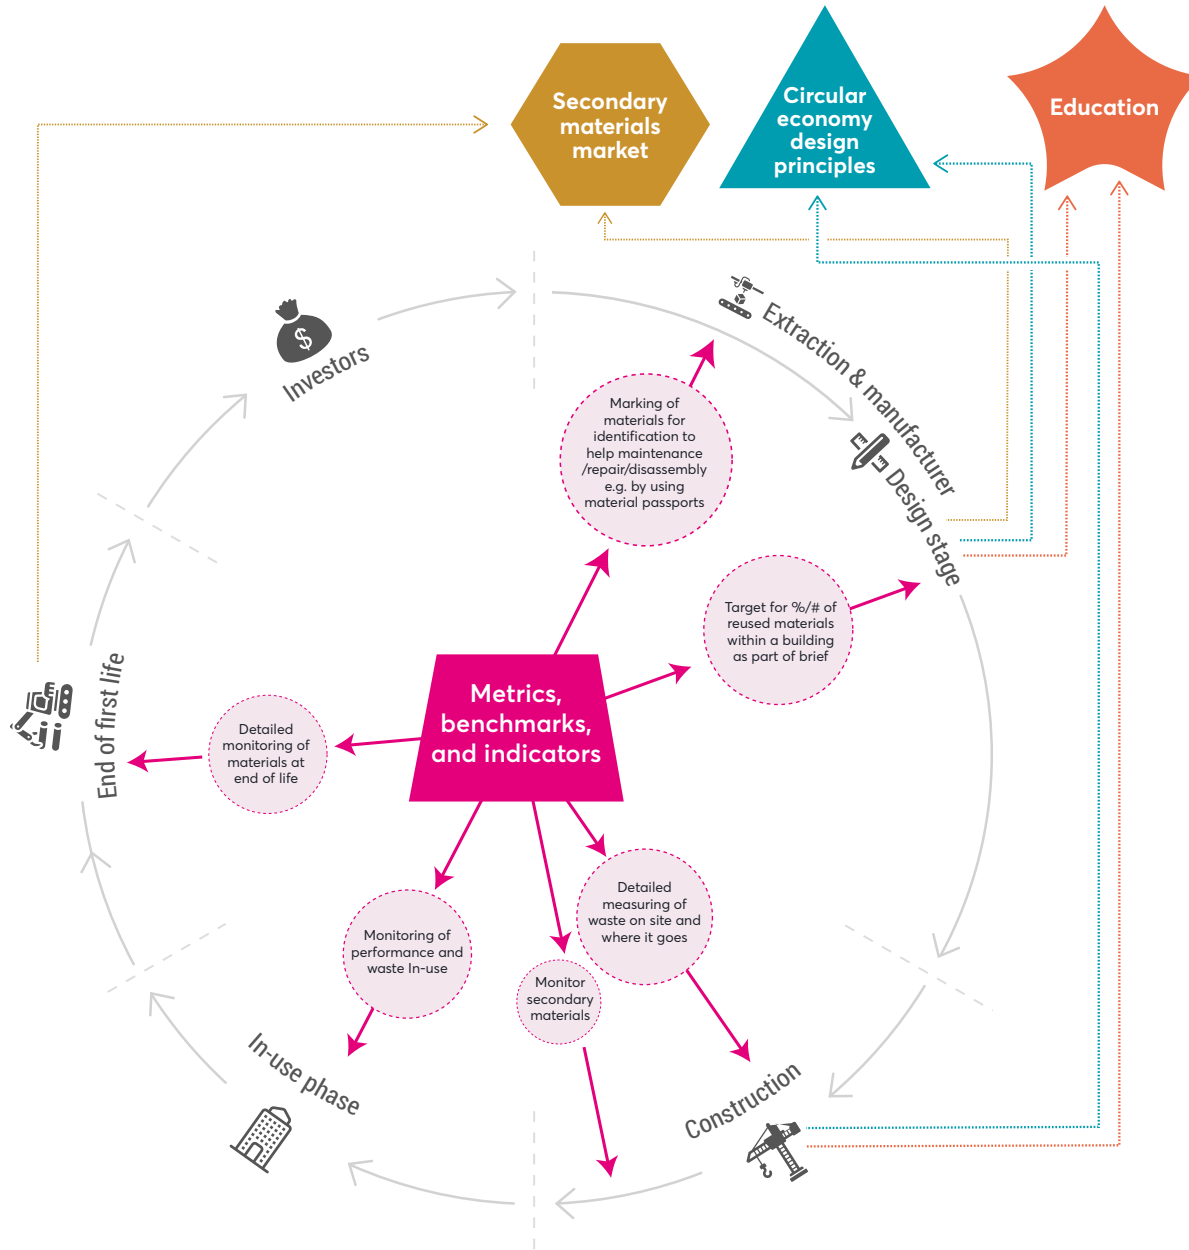 Secondary
materials
market
Circular
economy
design
principles
Education
$
Investors
Extraction & manufacturer
Design stage
Marking of
materials for
identification to
help maintenance
/repair/disassembly
e.g. by using
material passports
Target for %/# of
reused materials
within a building
as part of brief
Metrics,
benchmarks,
and indicators
End of first life
Detailed
monitoring of
materials at
end of life
Detailed
measuring of
waste on site and
where it goes
Monitoring of
performance and
waste In-use
Monitor
secondary
materials
In-use phase
Construction